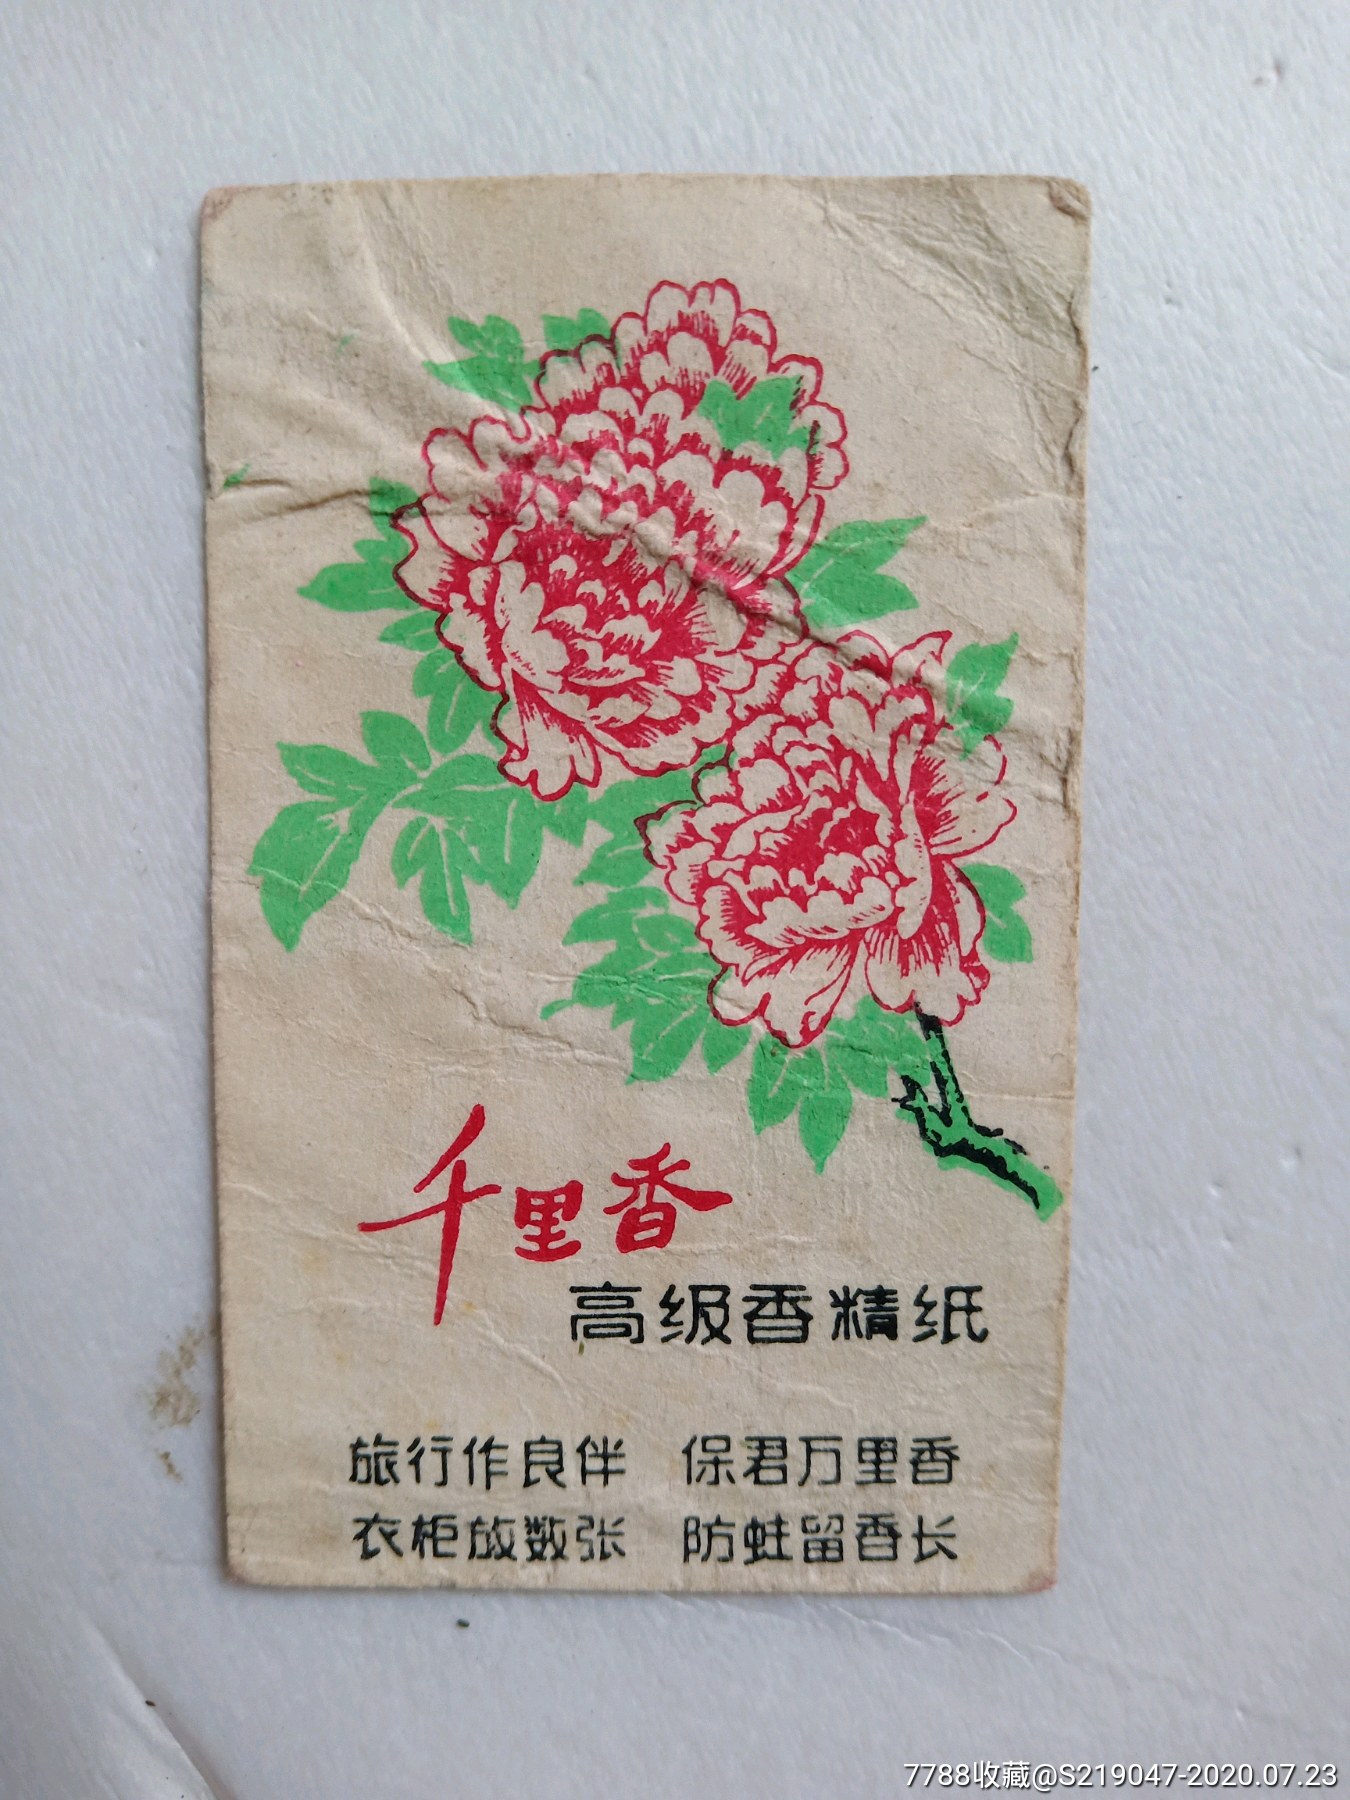 千里香
高级香精纸
旅行作良伴 保君万里香
衣柜放数张 防蛀留香长
7788收藏@S219047-2020.07.23